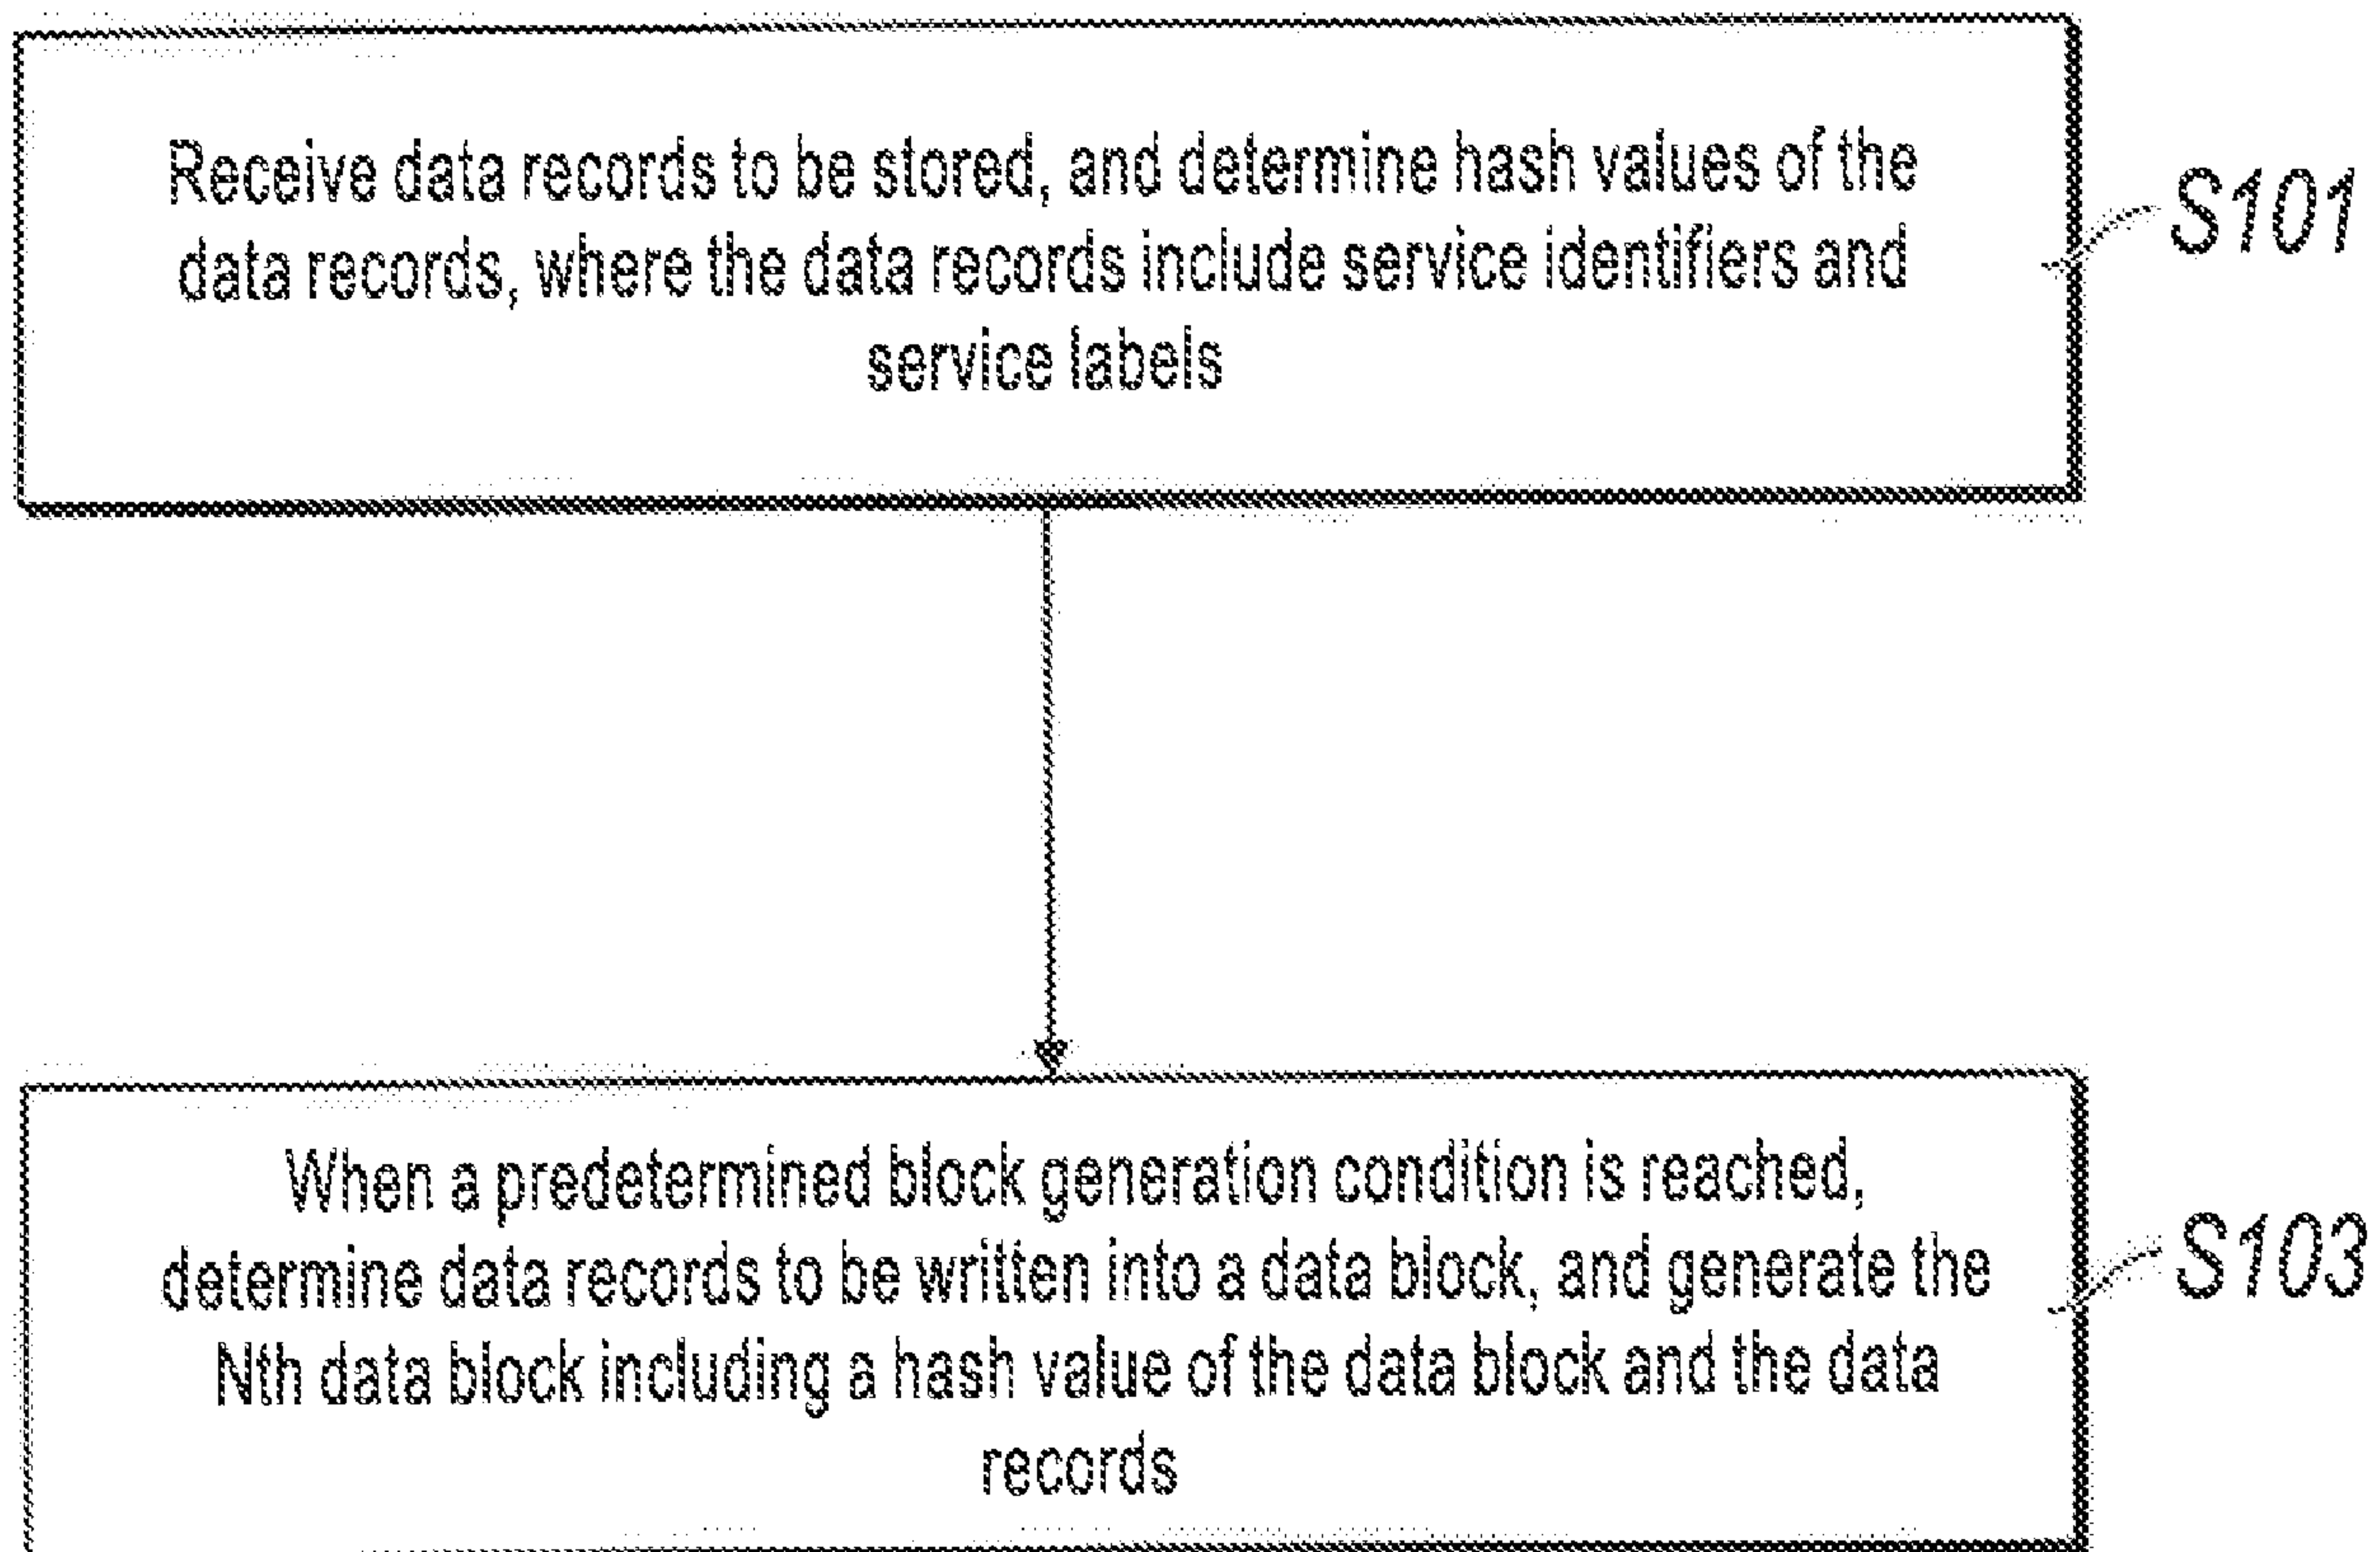 Receive data records to be stored, and determine hash values of the
data records, where the data records include service identifiers and
service labels
S101
When a predetermined block generation condition is reached,
determine data records to be written into a data block, and generate the
Nth data block including a hash value of the data block and the data
records
S103